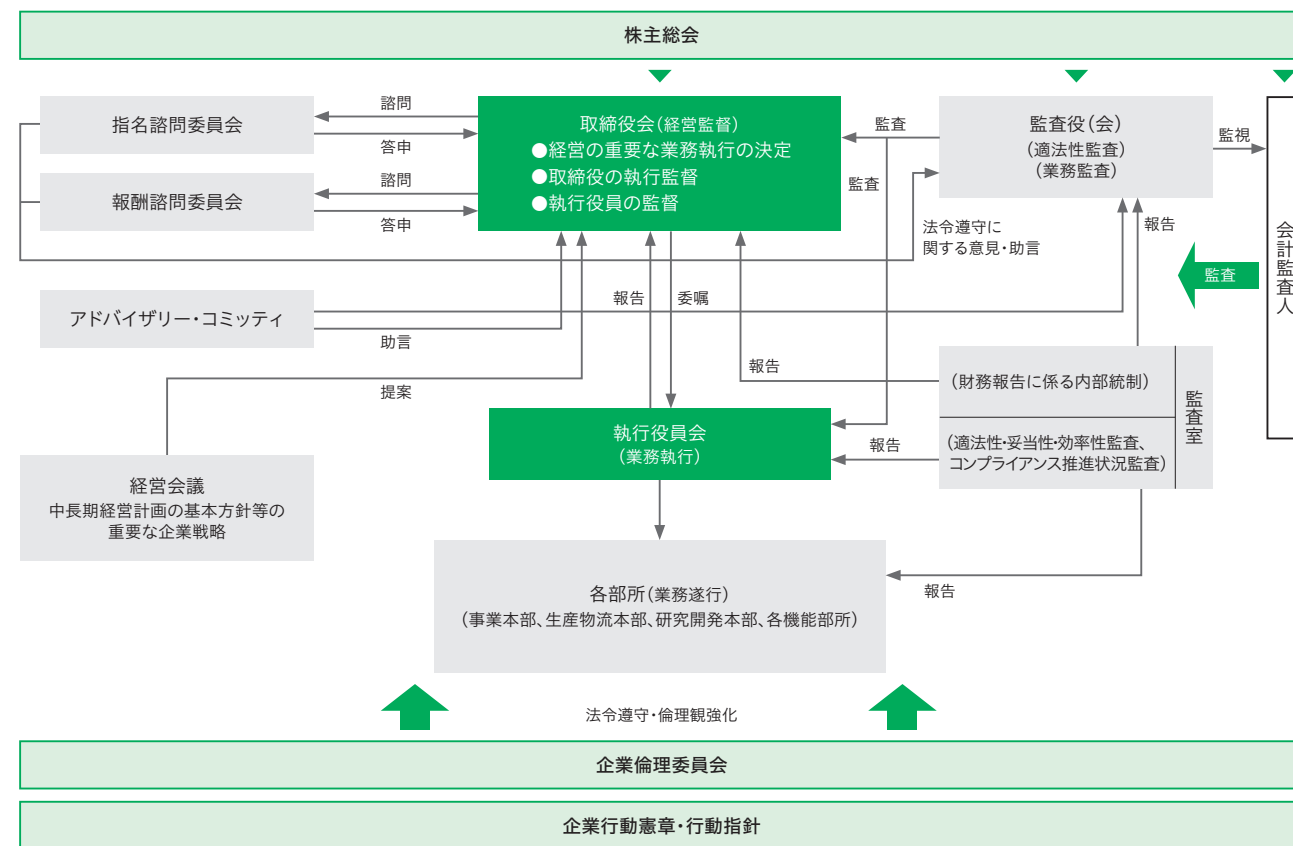 株主総会
指名諮問委員会
諮問
答申
報酬諮問委員会
諮問
答申
取締役会(経営監督)
●経営の重要な業務執行の決定
●取締役の執行監督
●執行役員の監督
監査
監査
監査役(会)
(適法性監査)
(業務監査)
監視
会計監査人
法令遵守に
関する意見・助言
報告
監査
アドバイザリー・コミッティ
助言
報告
委嘱
提案
報告
(財務報告に係る内部統制)
(適法性・妥当性・効率性監査、
コンプライアンス推進状況監査)
監査室
執行役員会
(業務執行)
報告
経営会議
中長期経営計画の基本方針等の
重要な企業戦略
各部所(業務遂行)
(事業本部、生産物流本部、研究開発本部、各機能部所)
報告
法令遵守・倫理観強化
企業倫理委員会
企業行動憲章・行動指針